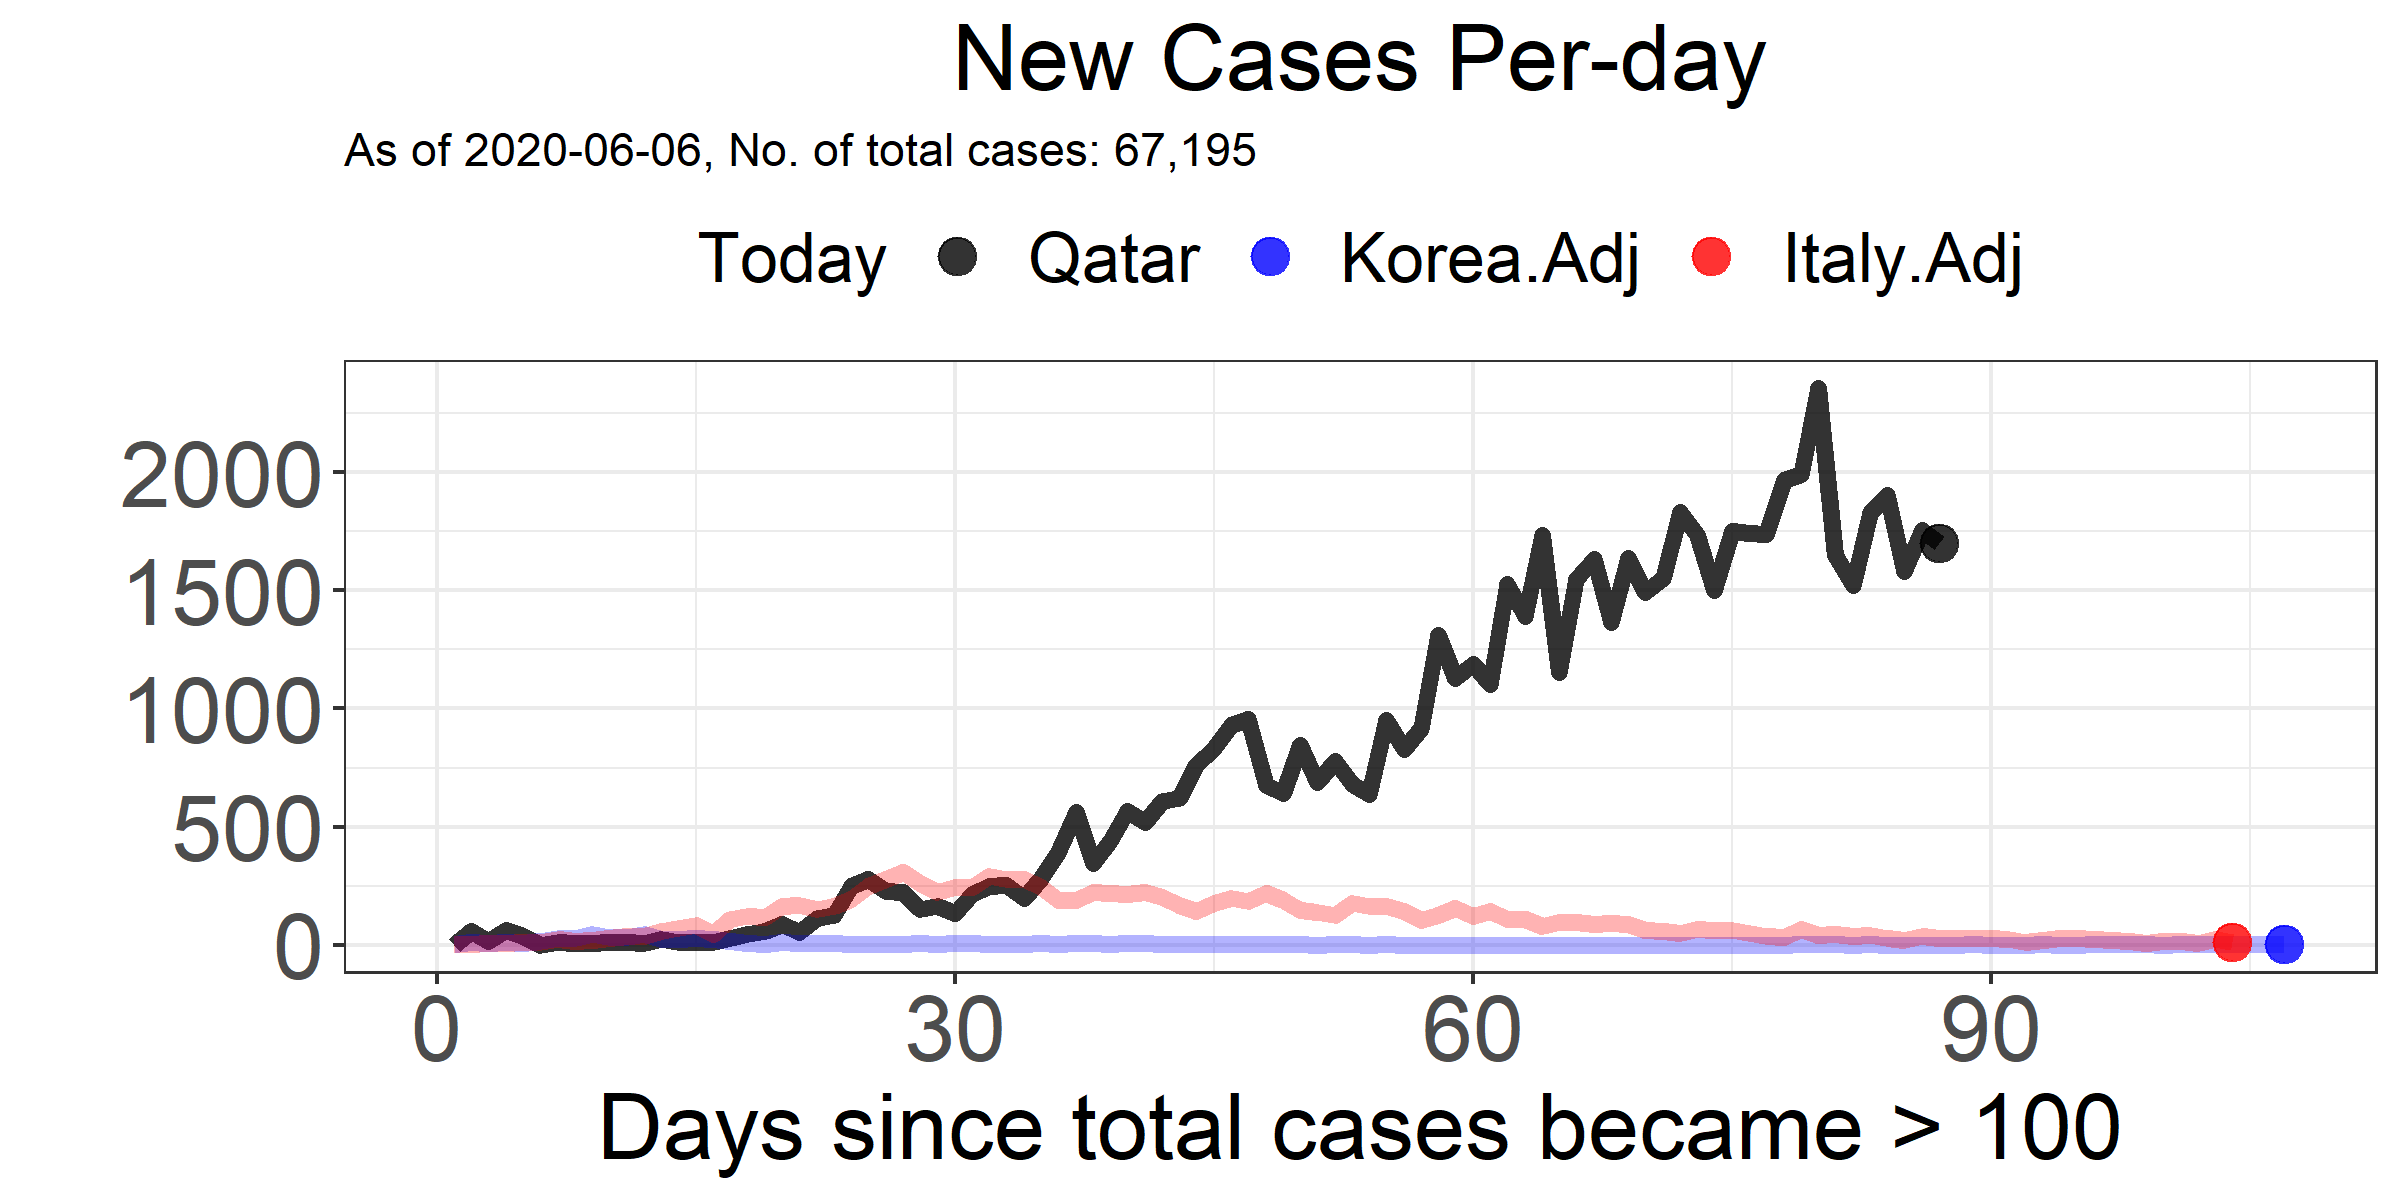 New Cases Per-day
As of 2020-06-06, No. of total cases: 67,195
Today Qatar Korea.Adj Italy.Adj
2000
1500
1000
500
0
0 30 60 90
Days since total cases became > 100